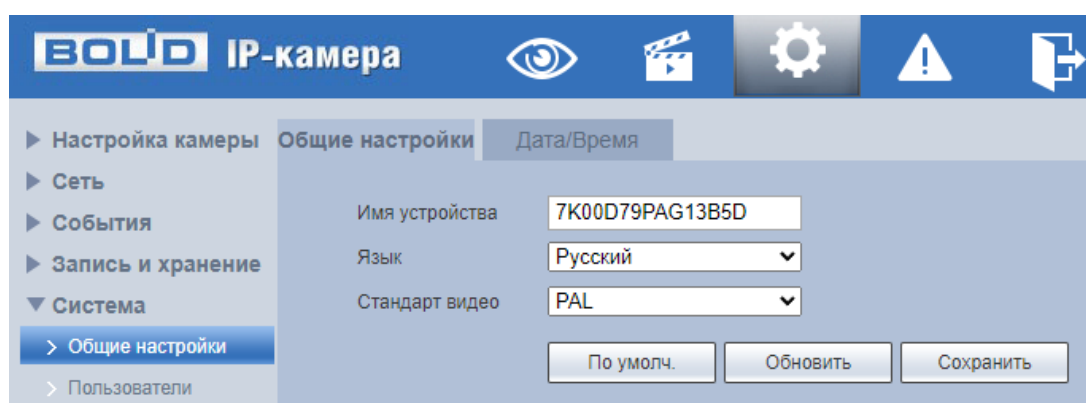 BOLID IP-камера
Настройка камеры
Сеть
События
Запись и хранение
Система
Общие настройки
Пользователи
Общие настройки Дата/Время
Имя устройства 7K00D79PAG13B5D
Язык Русский
Стандарт видео PAL
По умолч. Обновить Сохранить